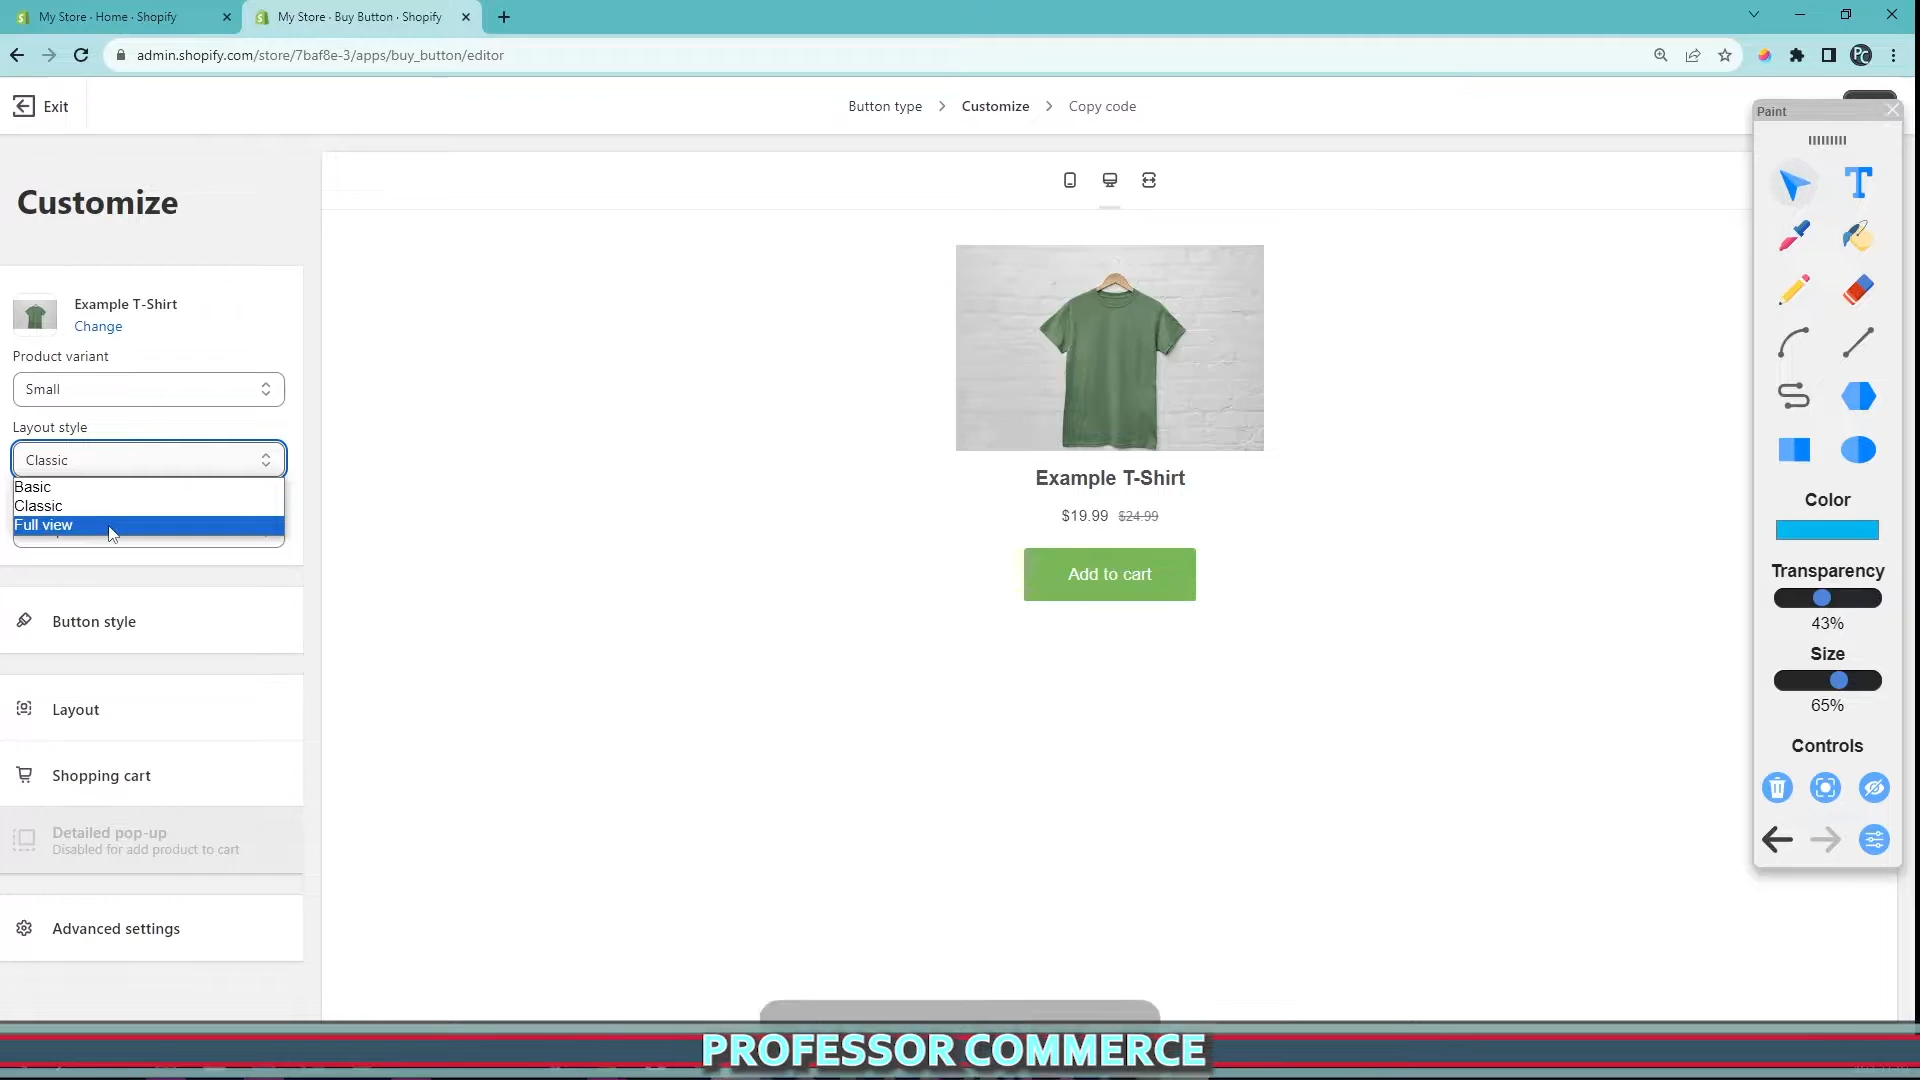 My Store · Home · Shopify
My Store · Buy Button · Shopify
admin.shopify.com/store/7baf8e-3/apps/buy_button/editor
PC
Exit
Button type > Customize > Copy code
Paint
Customize
Example T-Shirt
Change
Product variant
Small
Layout style
Classic
Basic
Classic
Full view
Button style
Layout
Shopping cart
Detailed pop-up
Disabled for add product to cart
Advanced settings
Example T-Shirt
$19.99 $24.99
Add to cart
T
Color
Transparency
43%
Size
65%
Controls
PROFESSOR COMMERCE